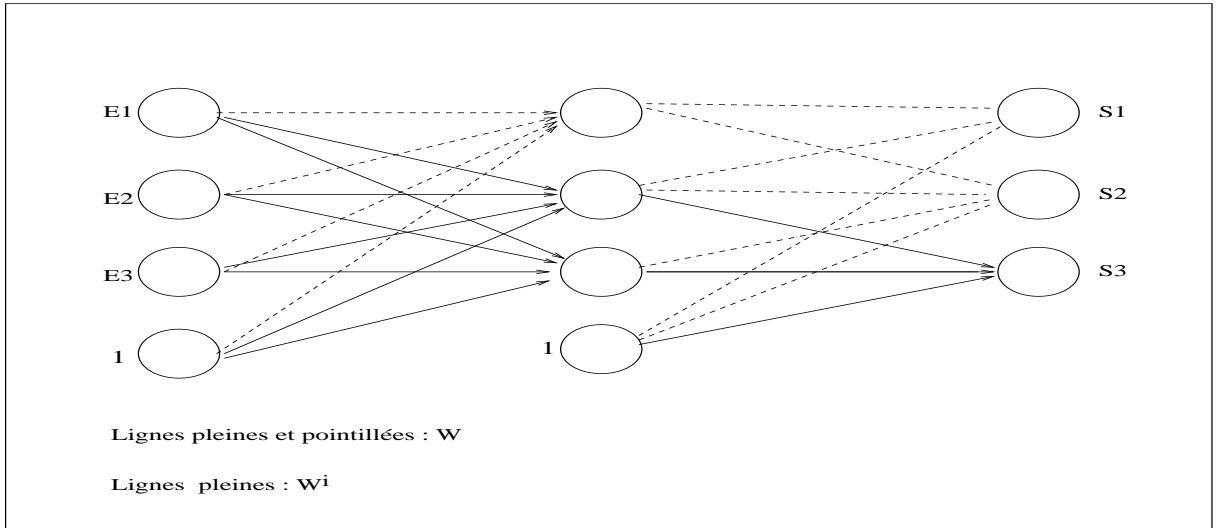 E1
S1
E2
S2
E3
S3
1
1
Lignes pleines et pointillées : W
Lignes pleines : Wi